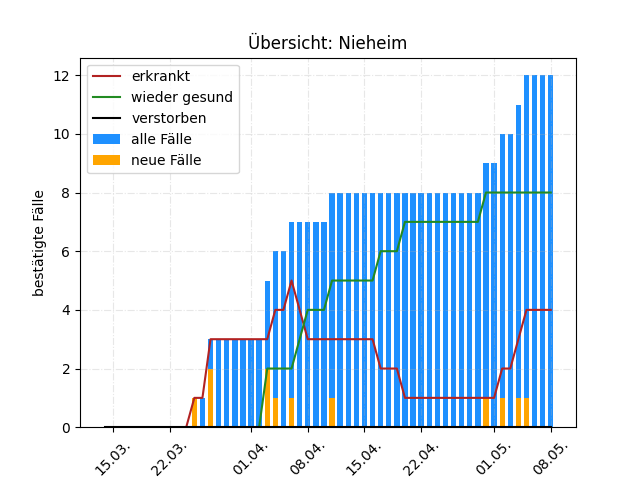 Übersicht: Nieheim
erkrankt
wieder gesund
verstorben
alle Fälle
neue Fälle
bestätigte Fälle
12
10
8
6
4
2
0
15.03.
22.03.
01.04.
08.04.
15.04.
22.04.
01.05.
08.05.